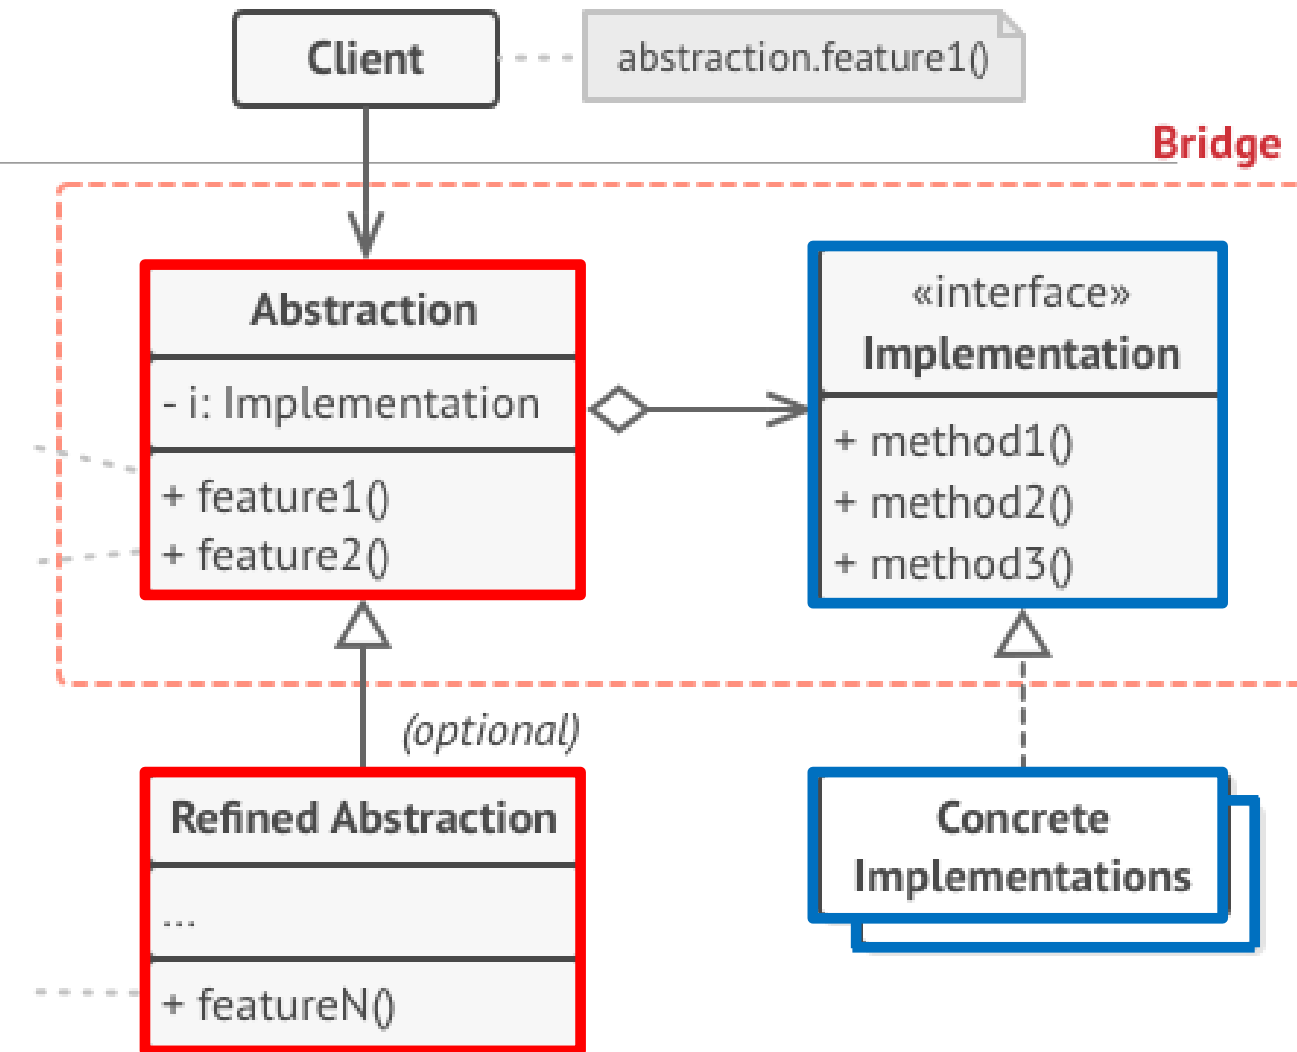 Client
abstraction.feature1()
Bridge
Abstraction
- i: Implementation
+ feature1()
+ feature2()
«interface»
Implementation
+ method1()
+ method2()
+ method3()
(optional)
Refined Abstraction
...
+ featureN()
Concrete
Implementations